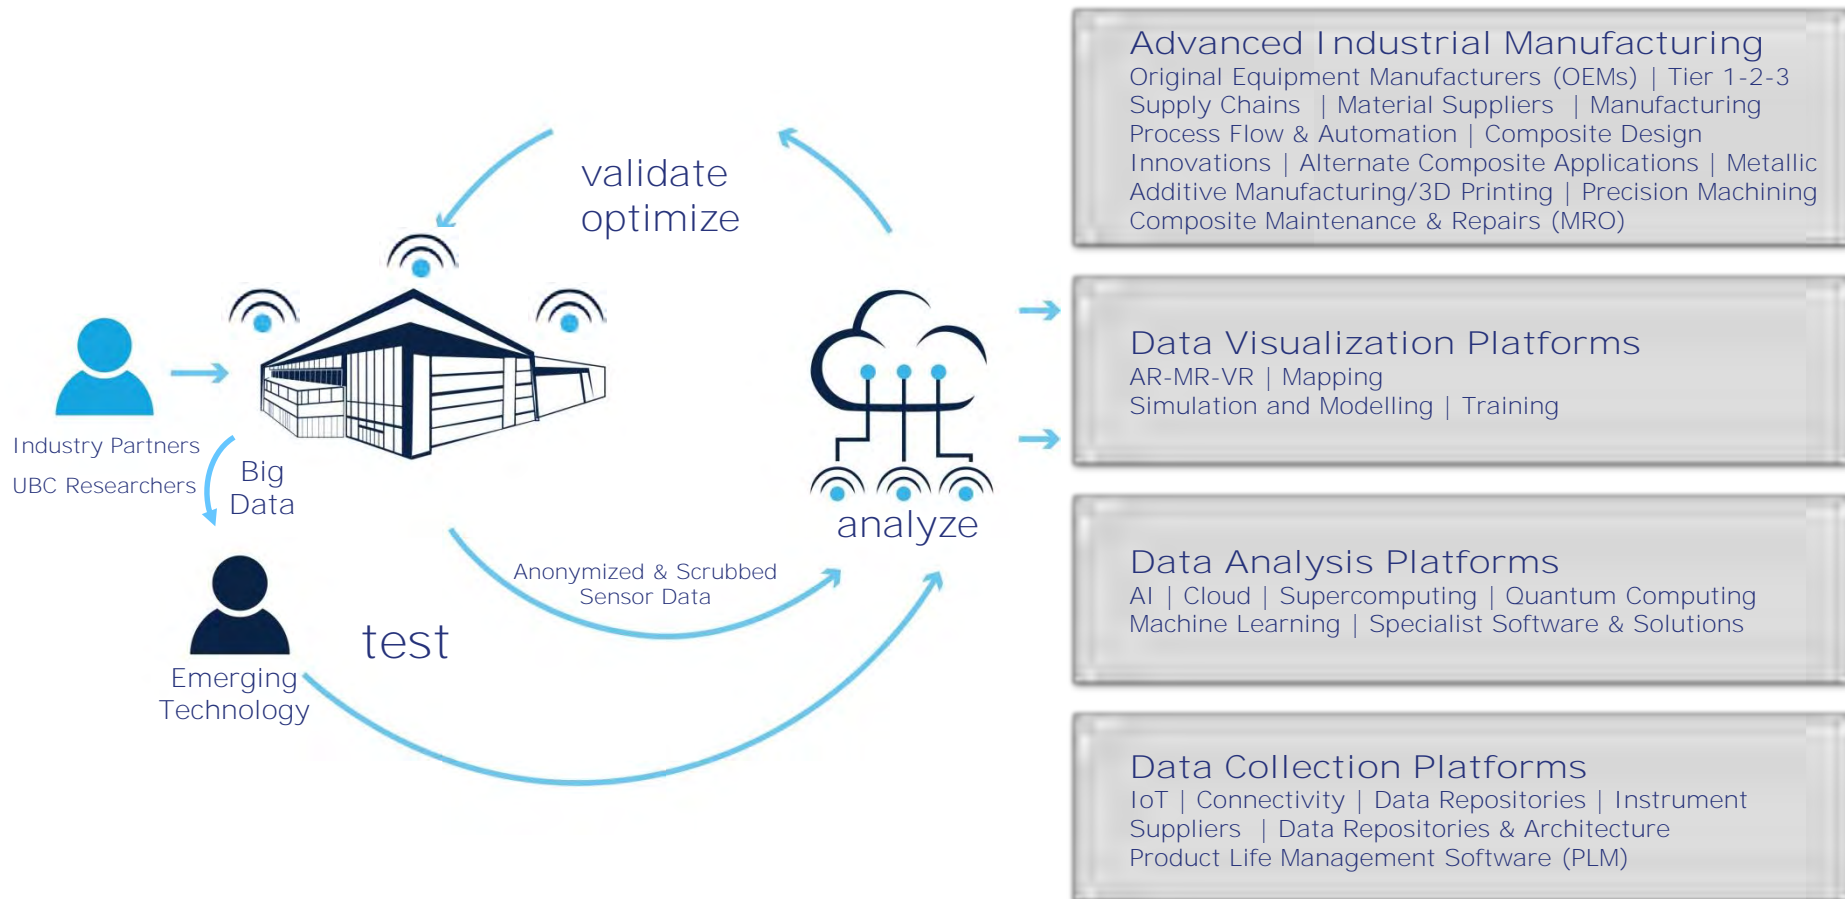 validate
optimize
Industry Partners
UBC Researchers
Big
Data
Emerging
Technology
test
Anonymized & Scrubbed
Sensor Data
analyze
Advanced Industrial Manufacturing
Original Equipment Manufacturers (OEMs) | Tier 1-2-3
Supply Chains | Material Suppliers | Manufacturing
Process Flow & Automation | Composite Design
Innovations | Alternate Composite Applications | Metallic
Additive Manufacturing/3D Printing | Precision Machining
Composite Maintenance & Repairs (MRO)
Data Visualization Platforms
AR-MR-VR | Mapping
Simulation and Modelling | Training
Data Analysis Platforms
AI | Cloud | Supercomputing | Quantum Computing
Machine Learning | Specialist Software & Solutions
Data Collection Platforms
IoT | Connectivity | Data Repositories | Instrument
Suppliers | Data Repositories & Architecture
Product Life Management Software (PLM)